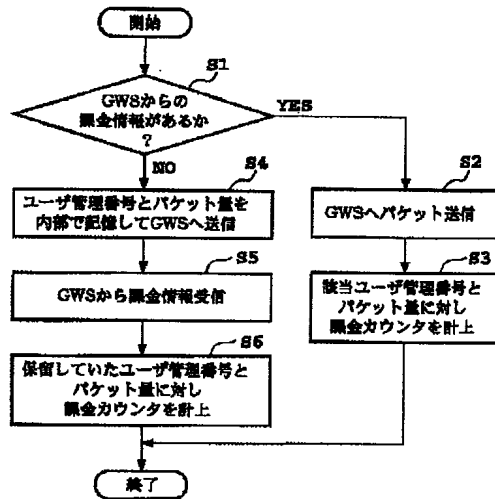 開始
S1
GWSからの
課金情報があるか
?
YES
NO
S4
ユーザ管理番号とパケット量を
内部で記憶してGWSへ送信
S5
GWSから課金情報受信
S6
保留していたユーザ管理番号と
パケット量に対し
課金カウンタを計上
S2
GWSへパケット送信
S3
該当ユーザ管理番号と
パケット量に対し
課金カウンタを計上
終了